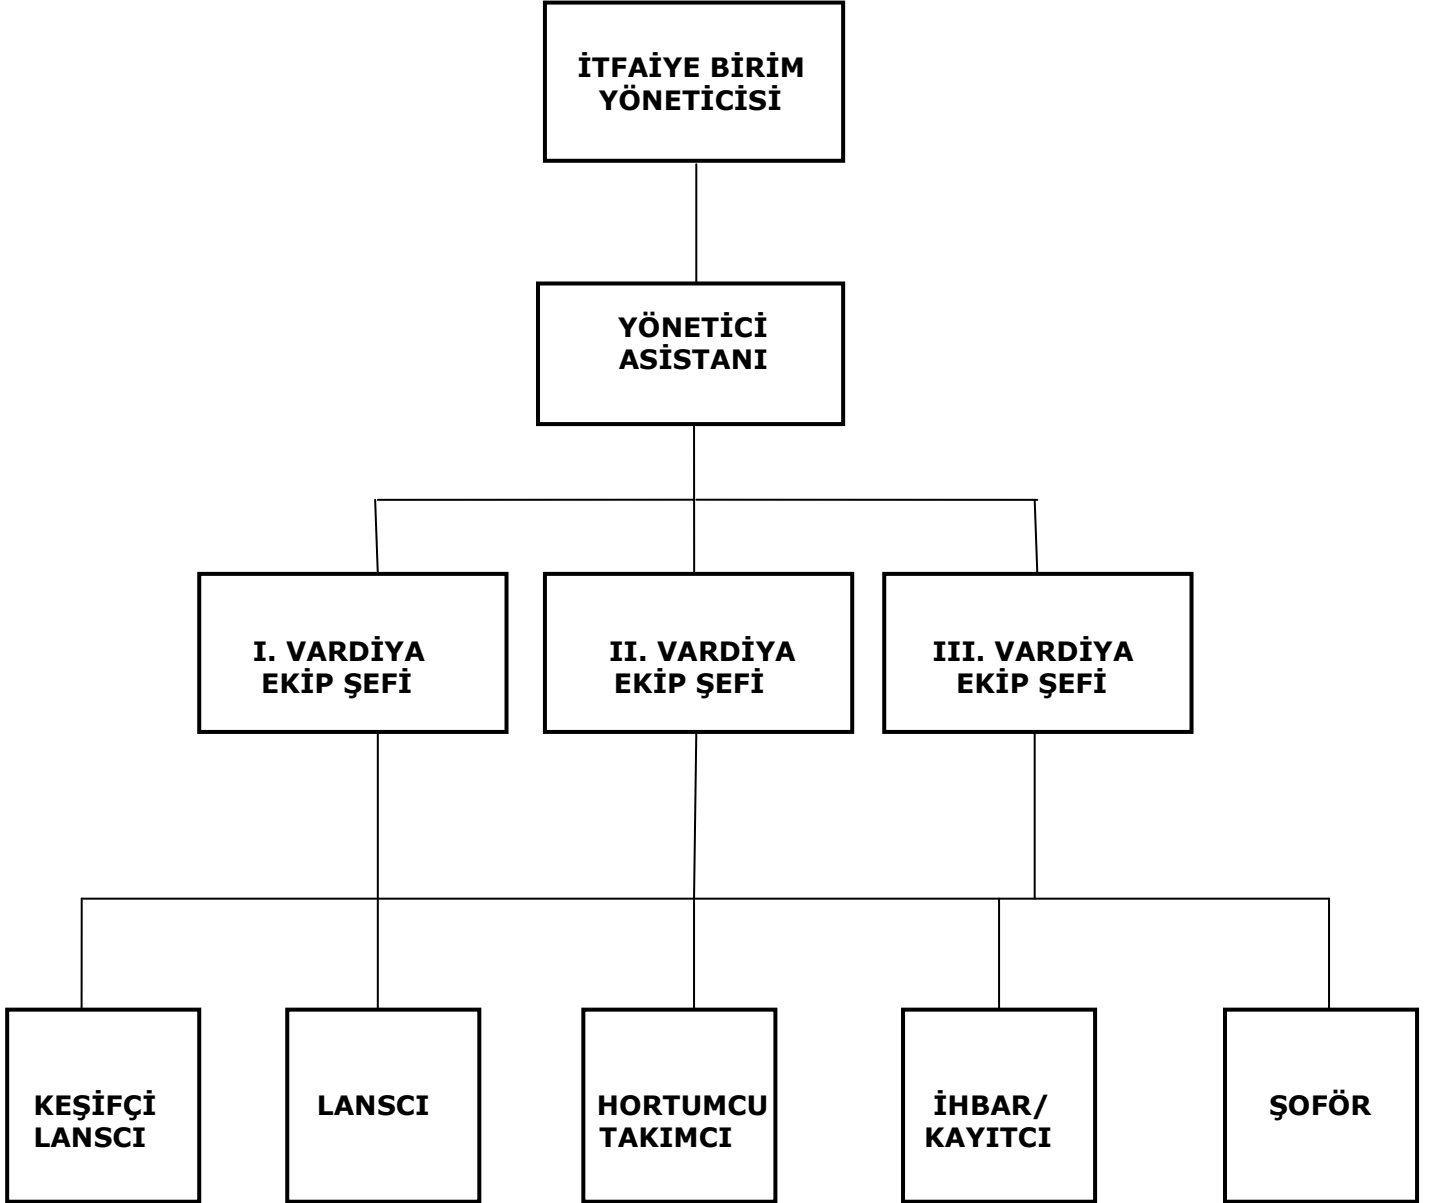 İTFAİYE BİRİM
YÖNETİCİSİ
YÖNETİCİ
ASİSTANI
I. VARDİYA
EKİP ŞEFİ
II. VARDİYA
EKİP ŞEFİ
III. VARDİYA
EKİP ŞEFİ
KEŞİFÇİ
LANSCI
LANSCI
HORTUMCU
TAKIMCI
İHBAR/
KAYITCI
ŞOFÖR